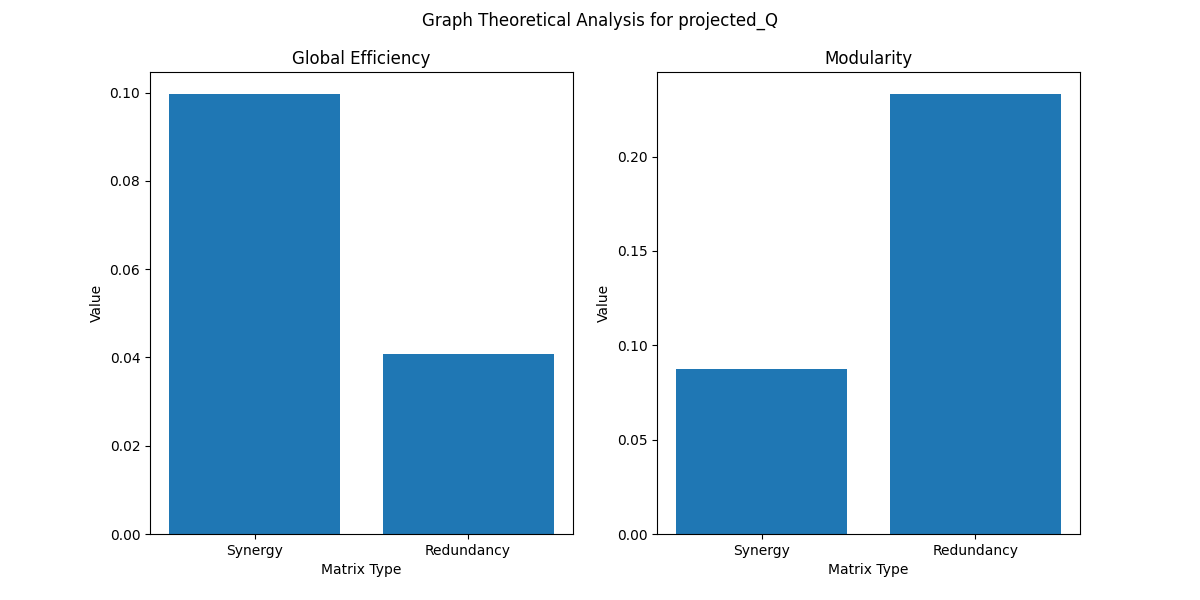 Graph Theoretical Analysis for projected_Q
Global Efficiency
0.10
0.08
0.06
0.04
0.02
0.00
Value
Synergy
Redundancy
Matrix Type
Modularity
0.20
0.15
0.10
0.05
0.00
Value
Synergy
Redundancy
Matrix Type